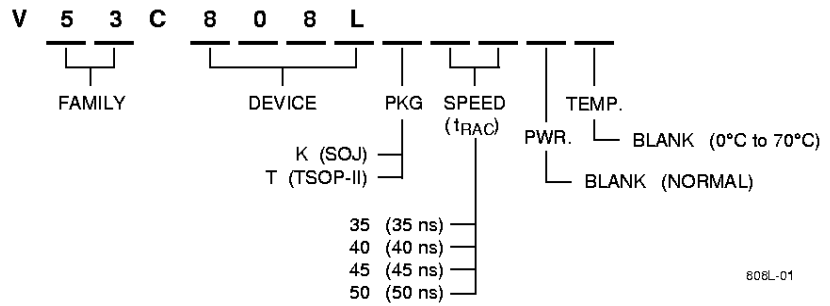 V 5 3 C 8 0 8 L
FAMILY DEVICE PKG SPEED TEMP.
(tRAC)
PWR.
BLANK (0°C to 70°C)
K (SOJ)
T (TSOP-II)
BLANK (NORMAL)
35 (35 ns)
40 (40 ns)
45 (45 ns)
50 (50 ns)
808L-01